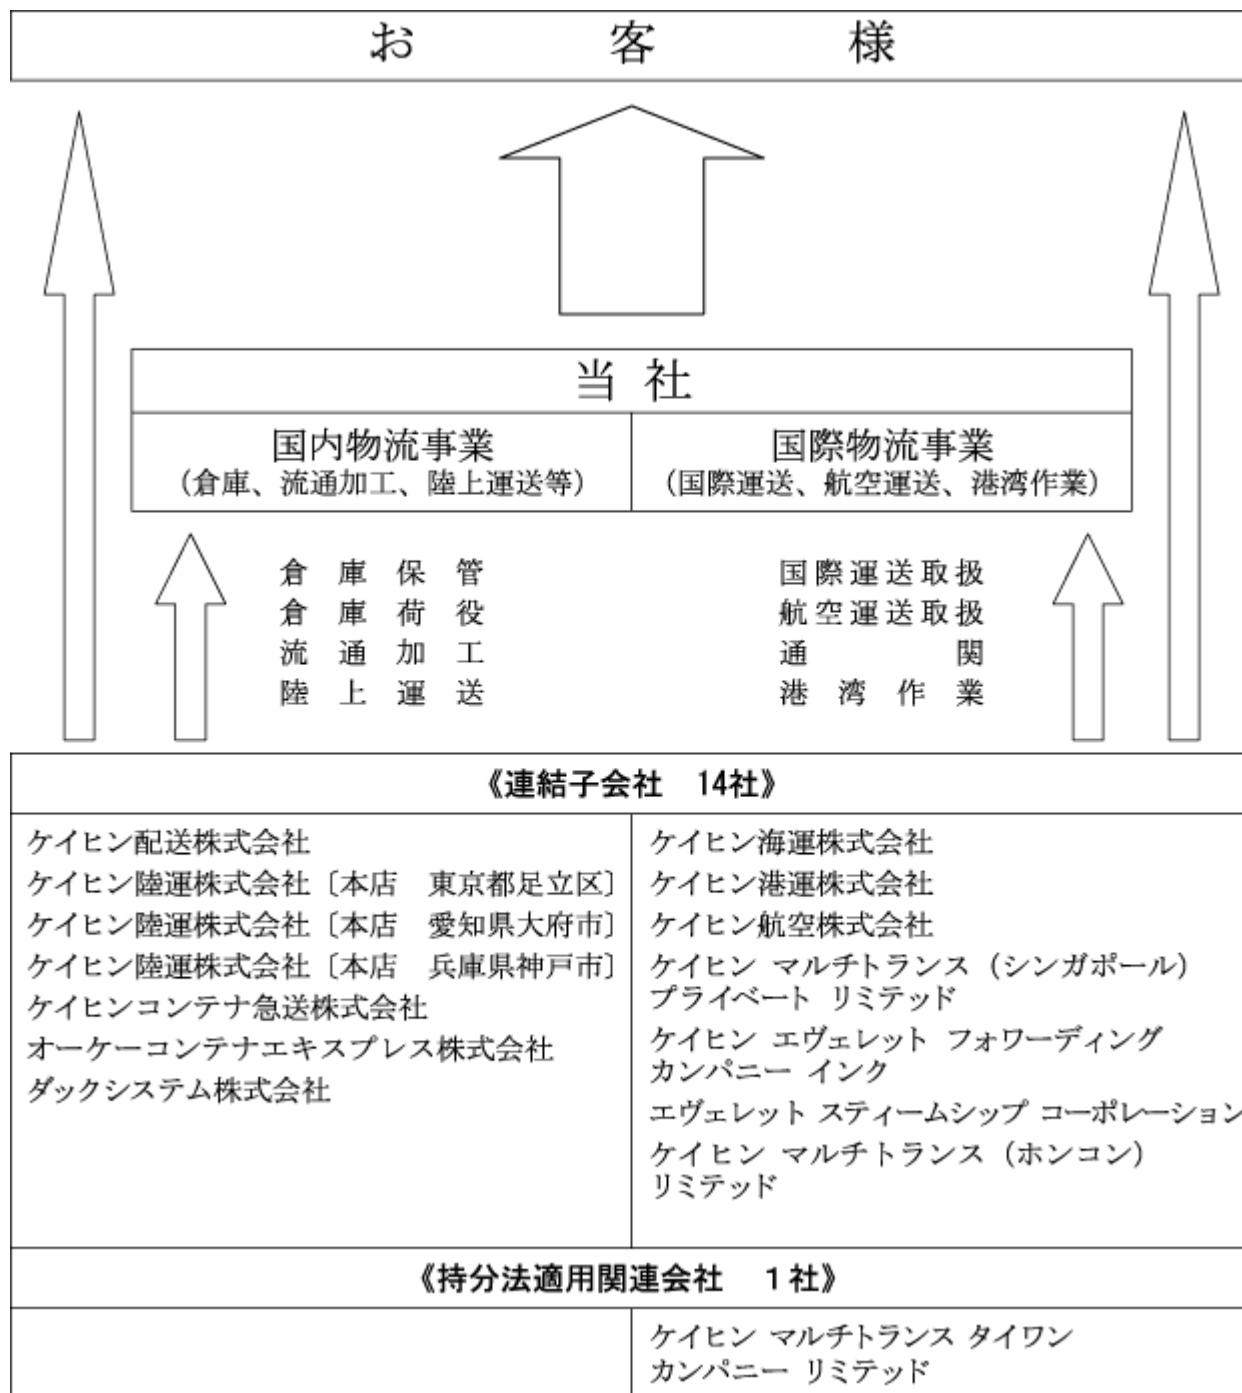 お客様
当社
国内物流事業
（倉庫、流通加工、陸上運送等）
国際物流事業
（国際運送、航空運送、港湾作業）
倉庫保管
倉庫荷役
流通加工
陸上運送
国際運送取扱
航空運送取扱
通関
港湾作業
《連結子会社　14社》
ケイヒン配送株式会社
ケイヒン陸運株式会社〔本店　東京都足立区〕
ケイヒン陸運株式会社〔本店　愛知県大府市〕
ケイヒン陸運株式会社〔本店　兵庫県神戸市〕
ケイヒンコンテナ急送株式会社
オーケーコンテナエキスプレス株式会社
ダックシステム株式会社
ケイヒン海運株式会社
ケイヒン港運株式会社
ケイヒン航空株式会社
ケイヒン マルチトランス（シンガポール）
プライベート リミテッド
ケイヒン エヴェレット フォワーディング
カンパニー インク
エヴェレット スティームシップ コーポレーション
ケイヒン マルチトランス（ホンコン）
リミテッド
《持分法適用関連会社　１社》
ケイヒン マルチトランス タイワン
カンパニー リミテッド